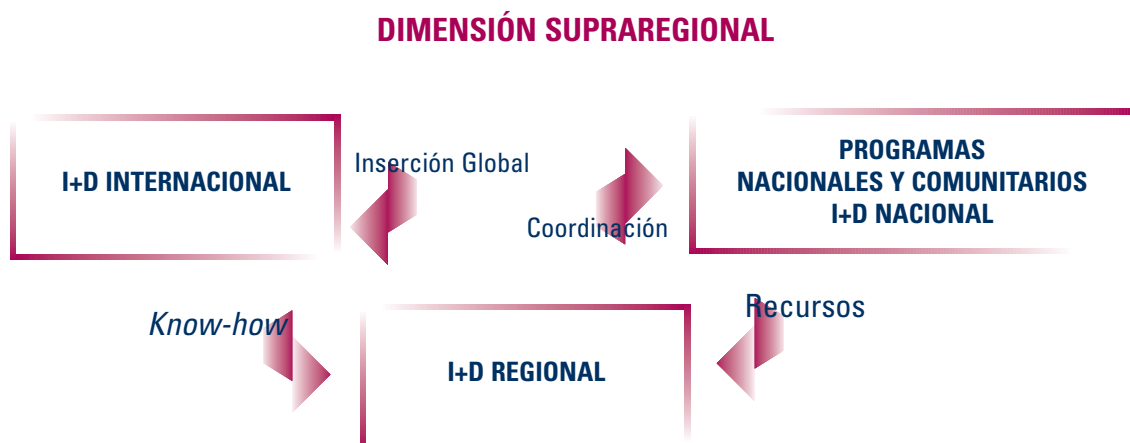 DIMENSIÓN SUPRAREGIONAL
I+D INTERNACIONAL
Inserción Global
Coordinación
PROGRAMAS
NACIONALES Y COMUNITARIOS
I+D NACIONAL
Know-how
I+D REGIONAL
Recursos